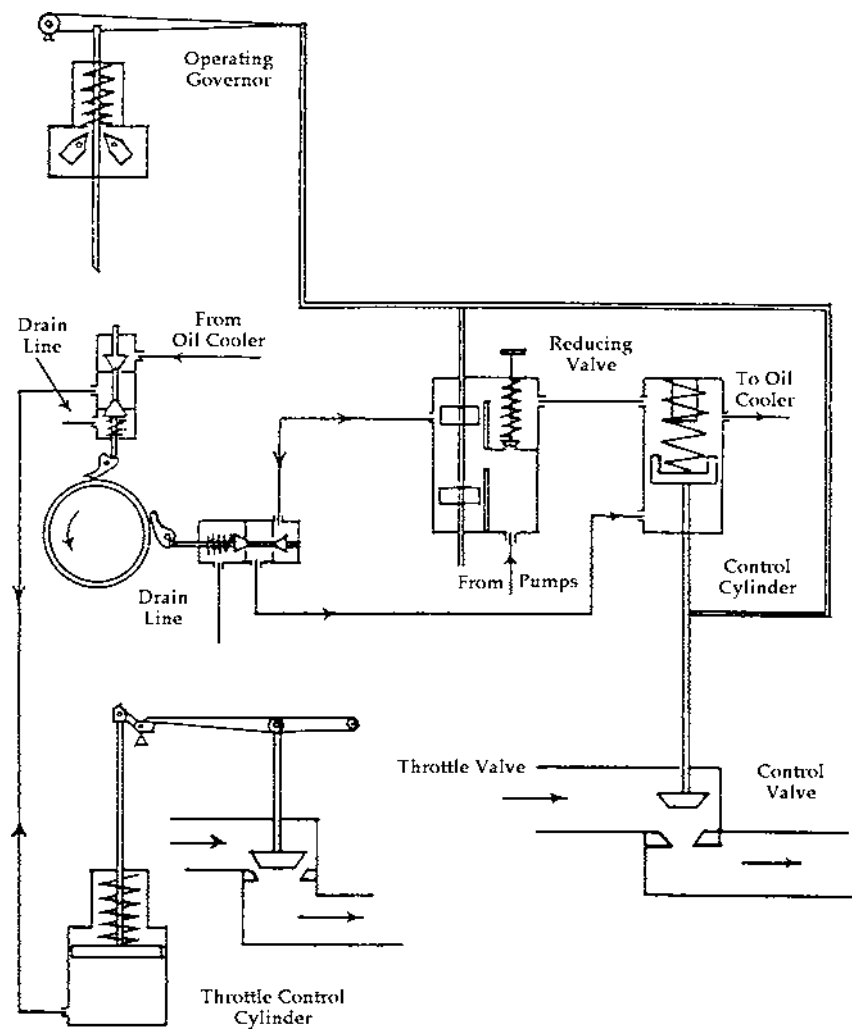 Operating
Governor
Drain
Line
From
Oil Cooler
Reducing
Valve
To Oil
Cooler
From Pumps
Control
Cylinder
Drain
Line
Throttle Valve
Control
Valve
Throttle Control
Cylinder